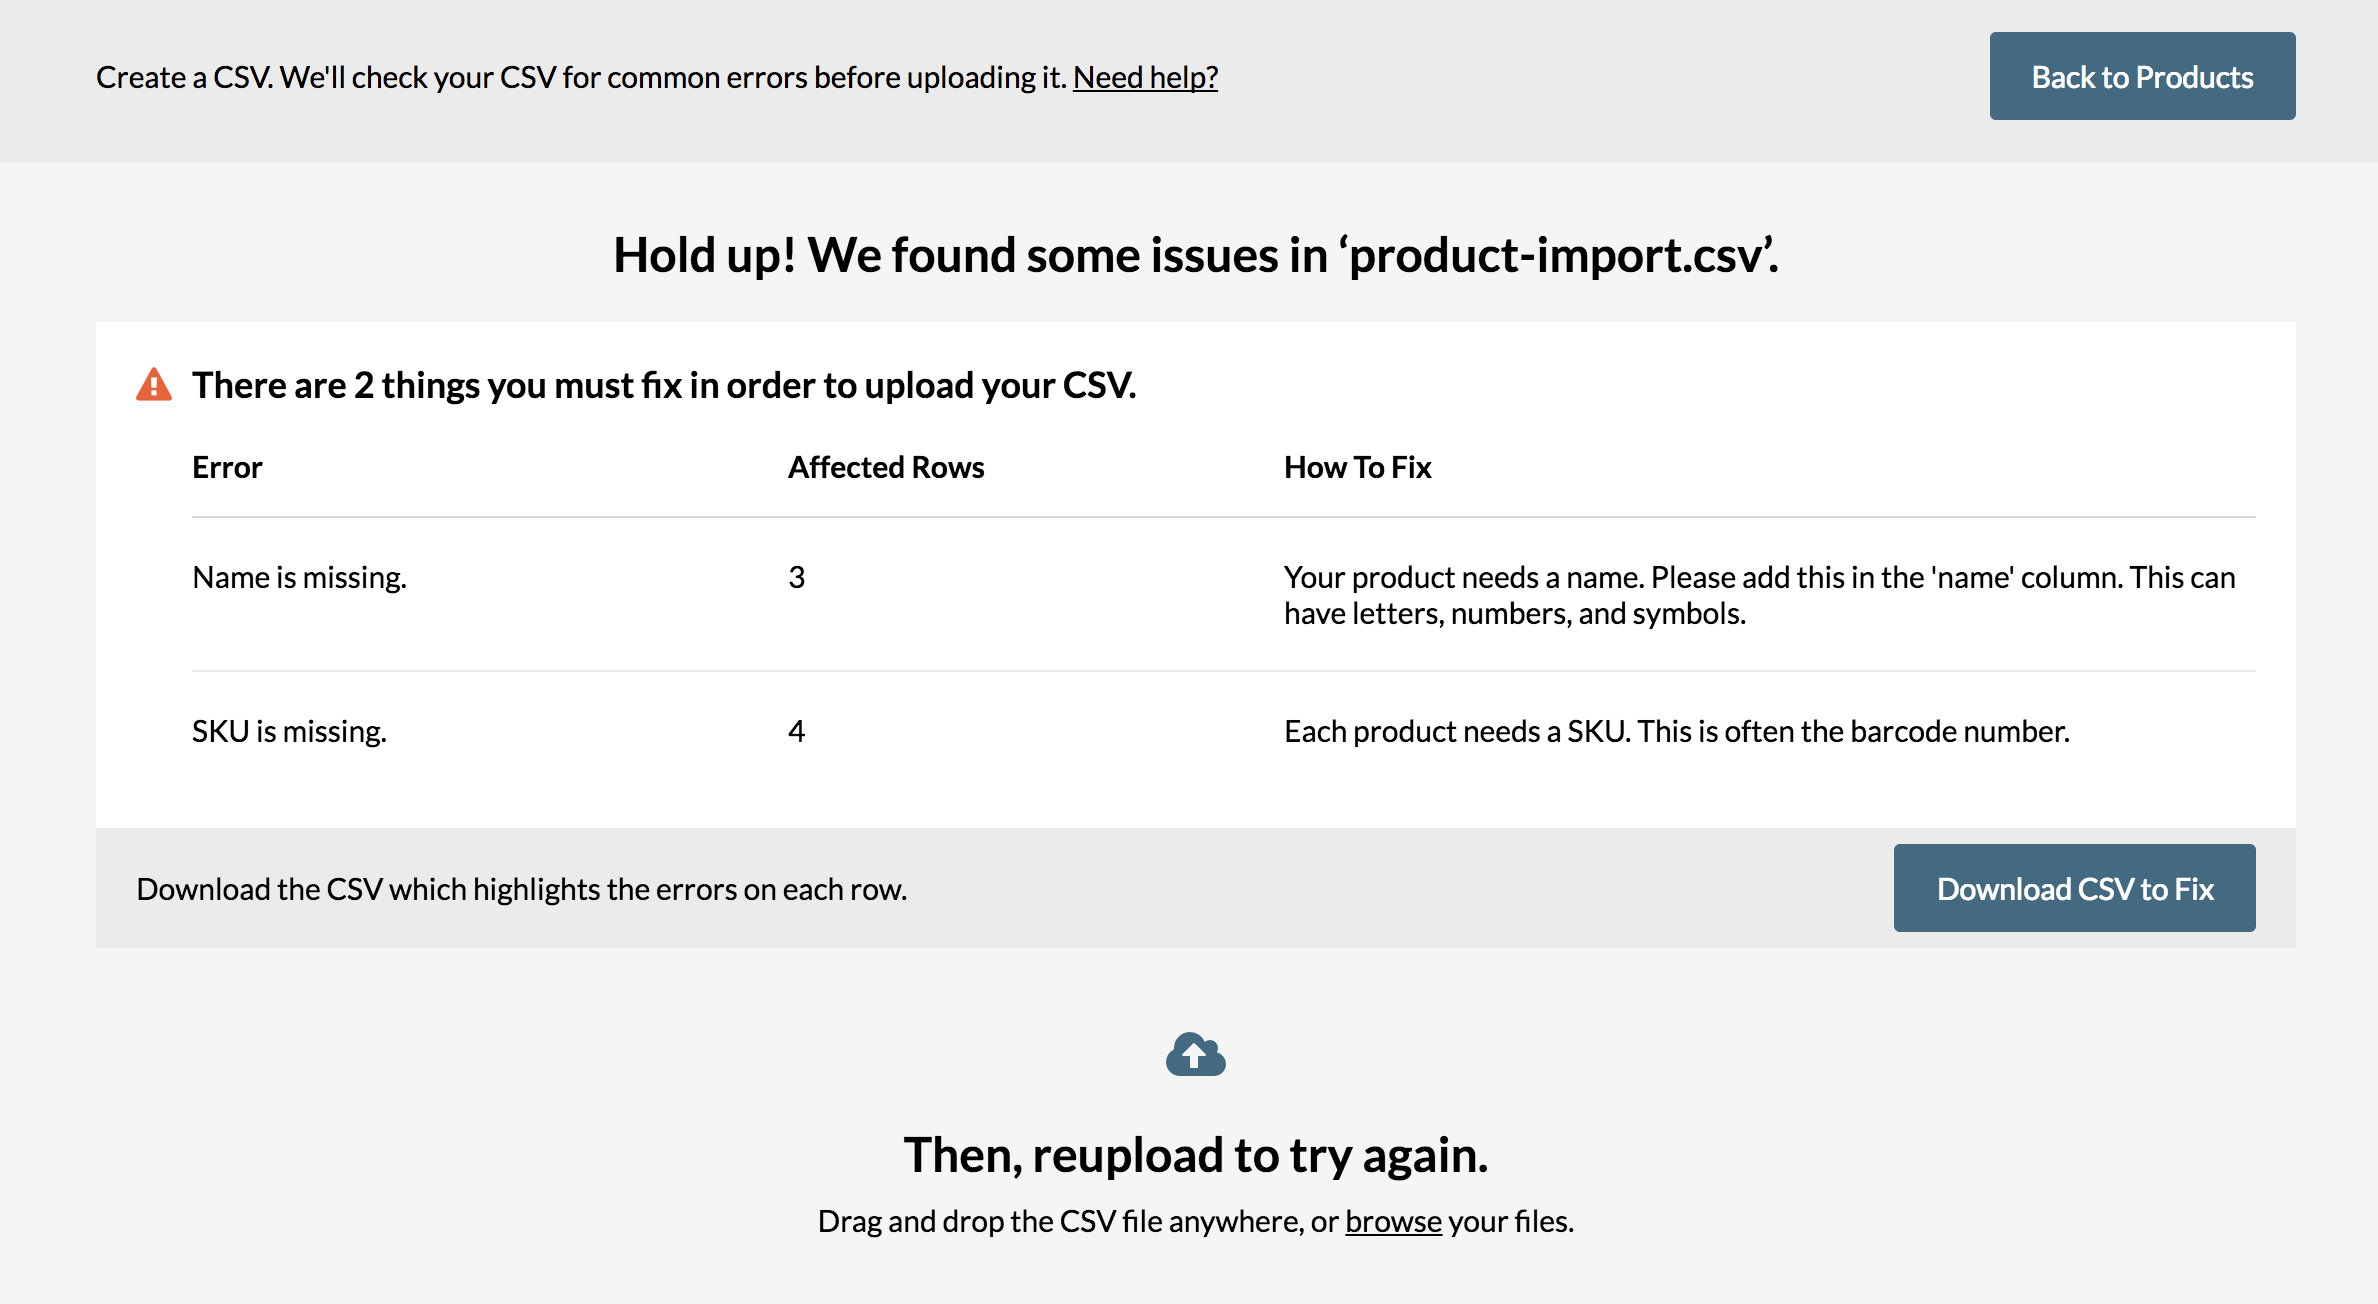 Create a CSV. We'll check your CSV for common errors before uploading it. Need help?
Back to Products
Hold up! We found some issues in ‘product-import.csv’.
There are 2 things you must fix in order to upload your CSV.
Error
Affected Rows
How To Fix
Name is missing.
3
Your product needs a name. Please add this in the 'name' column. This can
have letters, numbers, and symbols.
SKU is missing.
4
Each product needs a SKU. This is often the barcode number.
Download the CSV which highlights the errors on each row.
Download CSV to Fix
Then, reupload to try again.
Drag and drop the CSV file anywhere, or browse your files.